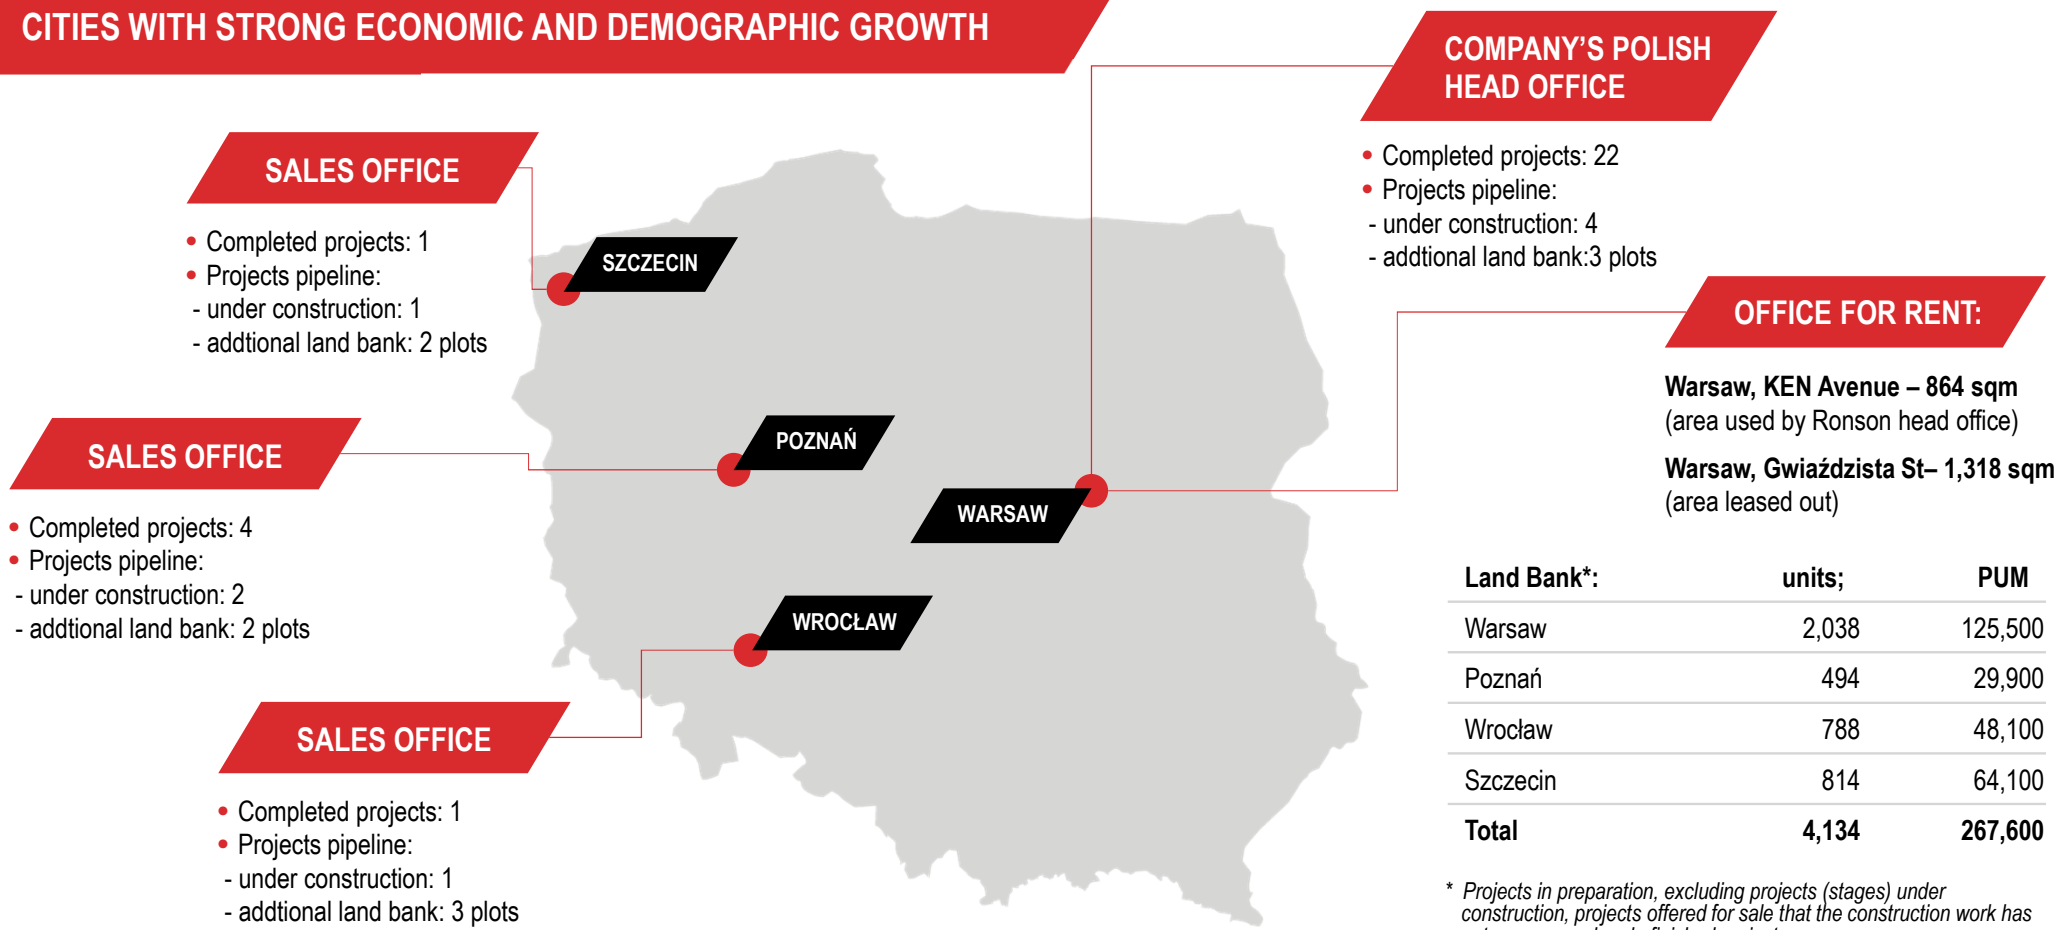 CITIES WITH STRONG ECONOMIC AND DEMOGRAPHIC GROWTH
COMPANY'S POLISH
HEAD OFFICE
• Completed projects: 22
• Projects pipeline:
- under construction: 4
- addtional land bank:3 plots
SALES OFFICE
• Completed projects: 1
• Projects pipeline:
- under construction: 1
- addtional land bank: 2 plots
SZCZECIN
OFFICE FOR RENT:
Warsaw, KEN Avenue – 864 sqm
(area used by Ronson head office)
Warsaw, Gwiaździsta St– 1,318 sqm
(area leased out)
SALES OFFICE
• Completed projects: 4
• Projects pipeline:
- under construction: 2
- addtional land bank: 2 plots
POZNAŃ
WARSAW
WROCŁAW
SALES OFFICE
• Completed projects: 1
• Projects pipeline:
- under construction: 1
- addtional land bank: 3 plots
Land Bank*: units; PUM
Warsaw 2,038 125,500
Poznań 494 29,900
Wrocław 788 48,100
Szczecin 814 64,100
Total 4,134 267,600
* Projects in preparation, excluding projects (stages) under
construction, projects offered for sale that the construction work has